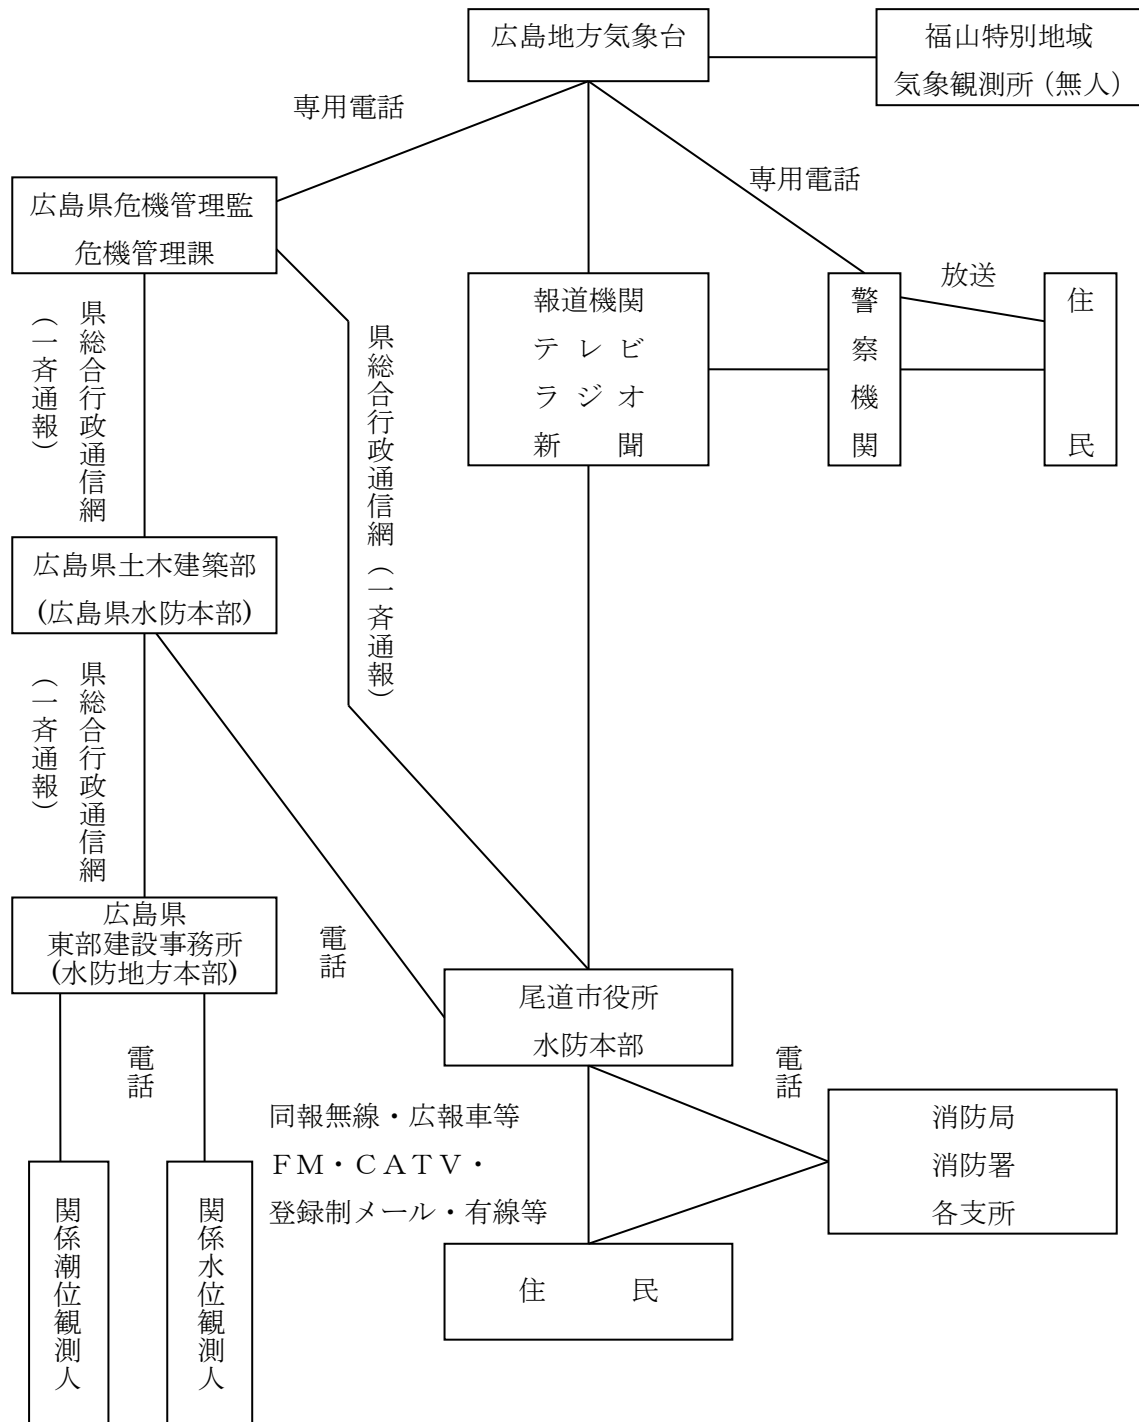 広島地方気象台
福山特別地域
気象観測所（無人）
専用電話
専用電話
広島県危機管理監
危機管理課
放送
報道機関
テレビ
ラジオ
新聞
警察機関
住民
県総合行政通信網
（一斉通報）
県総合行政通信網（一斉通報）
広島県土木建築部
(広島県水防本部)
県総合行政通信網
（一斉通報）
広島県
東部建設事務所
(水防地方本部)
電話
尾道市役所
水防本部
電話
電話
同報無線・広報車等
ＦＭ・ＣＡＴＶ・
登録制メール・有線等
消防局
消防署
各支所
関係潮位観測人
関係水位観測人
住民